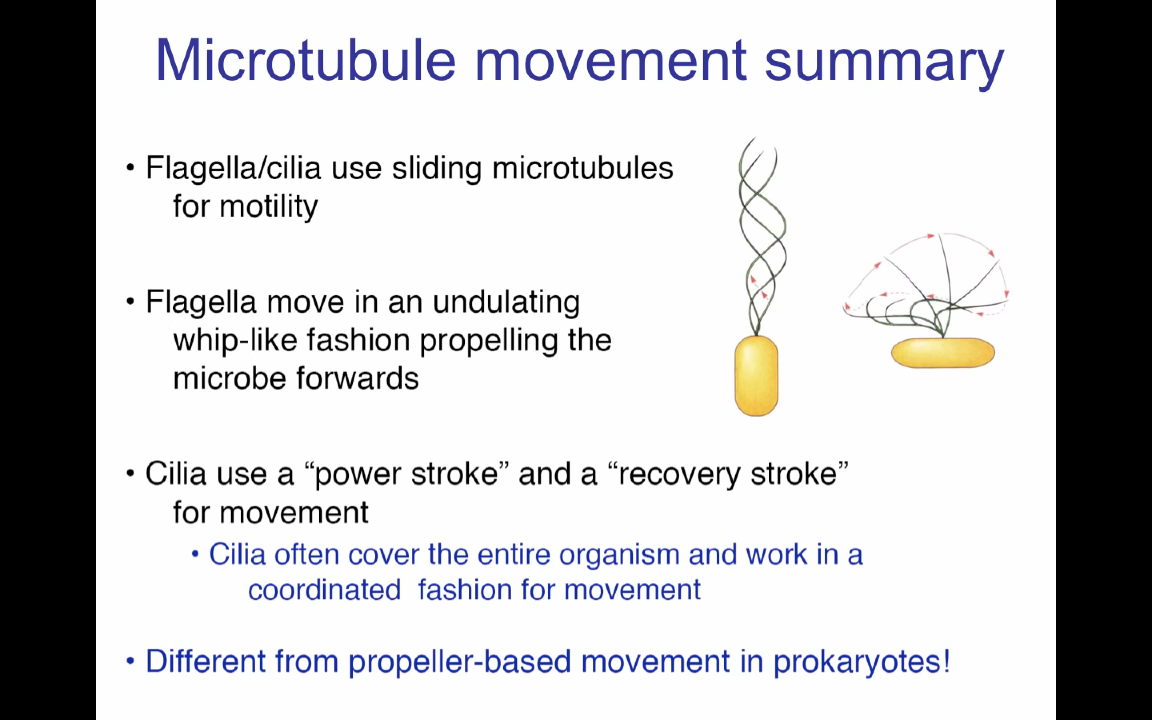 Microtubule movement summary
• Flagella/cilia use sliding microtubules
for motility
• Flagella move in an undulating
whip-like fashion propelling the
microbe forwards
• Cilia use a “power stroke” and a “recovery stroke”
for movement
• Cilia often cover the entire organism and work in a
coordinated fashion for movement
• Different from propeller-based movement in prokaryotes!